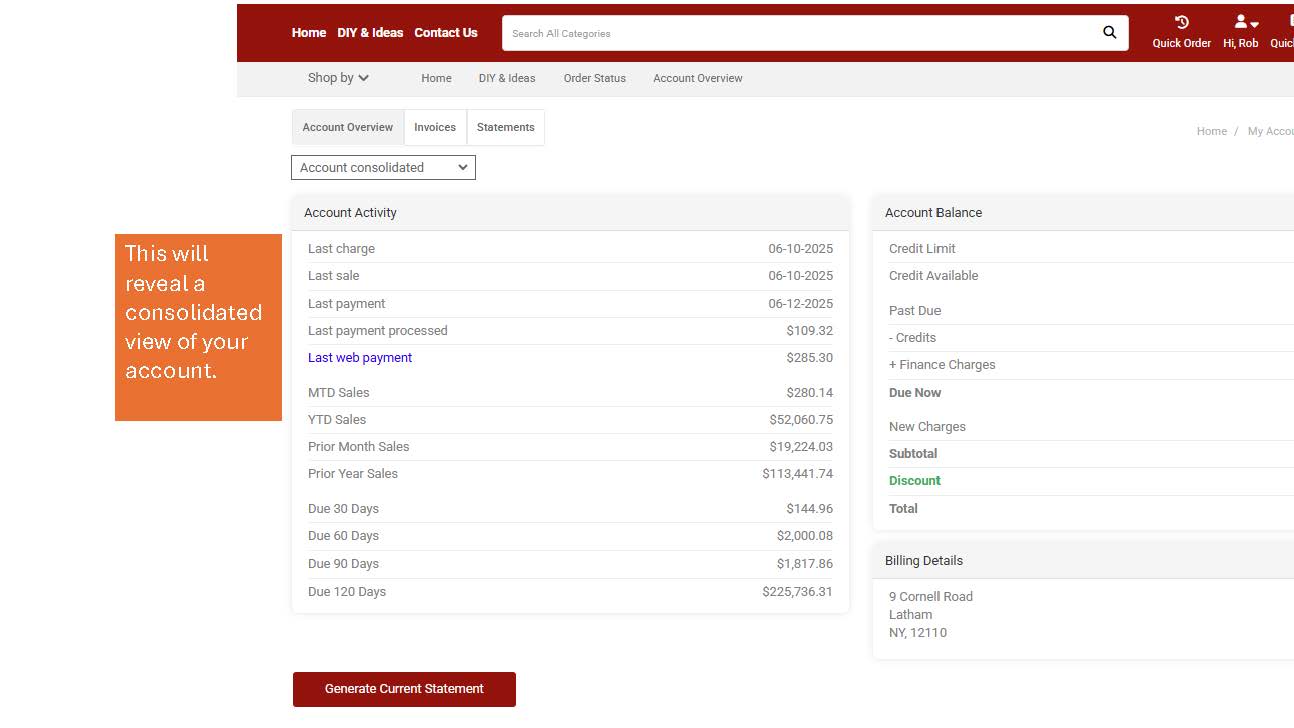 Home DIY & Ideas Contact Us Search All Categories Quick Order Hi, Rob
Shop by Home DIY & Ideas Order Status Account Overview
Account Overview Invoices Statements
Home / My
Account consolidated
This will
reveal a
consolidated
view of your
account.
Account Activity
Last charge 06-10-2025
Last sale 06-10-2025
Last payment 06-12-2025
Last payment processed $109.32
Last web payment $285.30
MTD Sales $280.14
YTD Sales $52,060.75
Prior Month Sales $19,224.03
Prior Year Sales $113,441.74
Due 30 Days $144.96
Due 60 Days $2,000.08
Due 90 Days $1,817.86
Due 120 Days $225,736.31
Account Balance
Credit Limit
Credit Available
Past Due
- Credits
+ Finance Charges
Due Now
New Charges
Subtotal
Discount
Total
Billing Details
9 Cornell Road
Latham
NY, 12110
Generate Current Statement